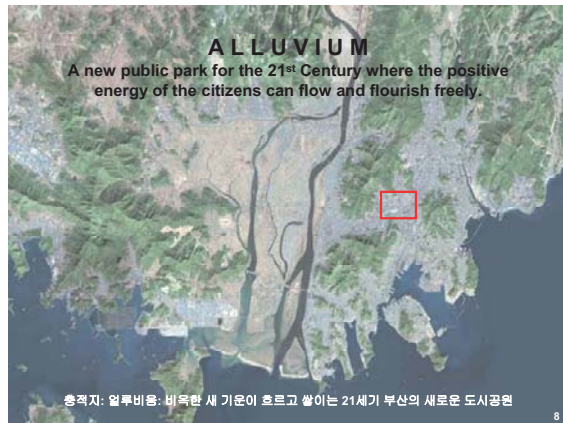 ALLUVIUM
A new public park for the 21st Century where the positive
energy of the citizens can flow and flourish freely.
충적지: 얼루비움: 비옥한 새 기운이 흐르고 쌓이는 21세기 부산의 새로운 도시공원
8